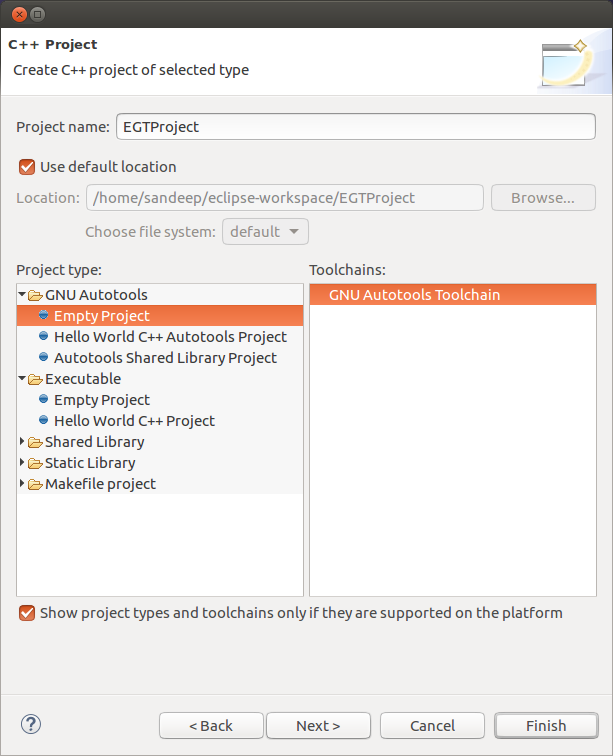 C++ Project
Create C++ project of selected type
Project name: EGTProject
Use default location
Location: /home/sandeep/eclipse-workspace/EGTProject Browse...
Choose file system: default
Project type: Toolchains:
GNU Autotools GNU Autotools Toolchain
Empty Project
Hello World C++ Autotools Project
Autotools Shared Library Project
Executable
Empty Project
Hello World C++ Project
Shared Library
Static Library
Makefile project
Show project types and toolchains only if they are supported on the platform
? < Back Next > Cancel Finish